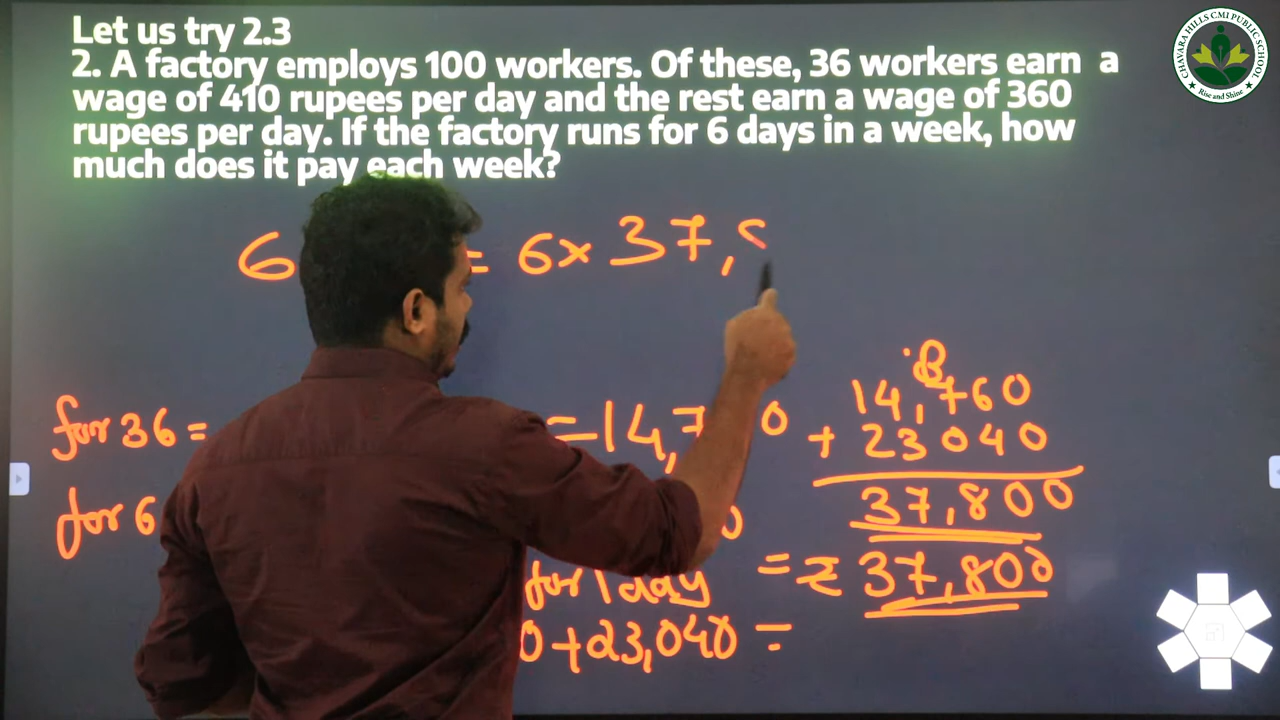 Let us try 2.3
2. A factory employs 100 workers. Of these, 36 workers earn a
wage of 410 rupees per day and the rest earn a wage of 360
rupees per day. If the factory runs for 6 days in a week, how
much does it pay each week?
CHAVARA HILLS CMI PUBLIC SCHOOL
Rise and Shine
6 = 6 × 37,
for 36 = = 14,7 0
for 6 0
for 1 day = ₹ 37,800
0 + 23,040 =
14,760
+ 23040
37,800